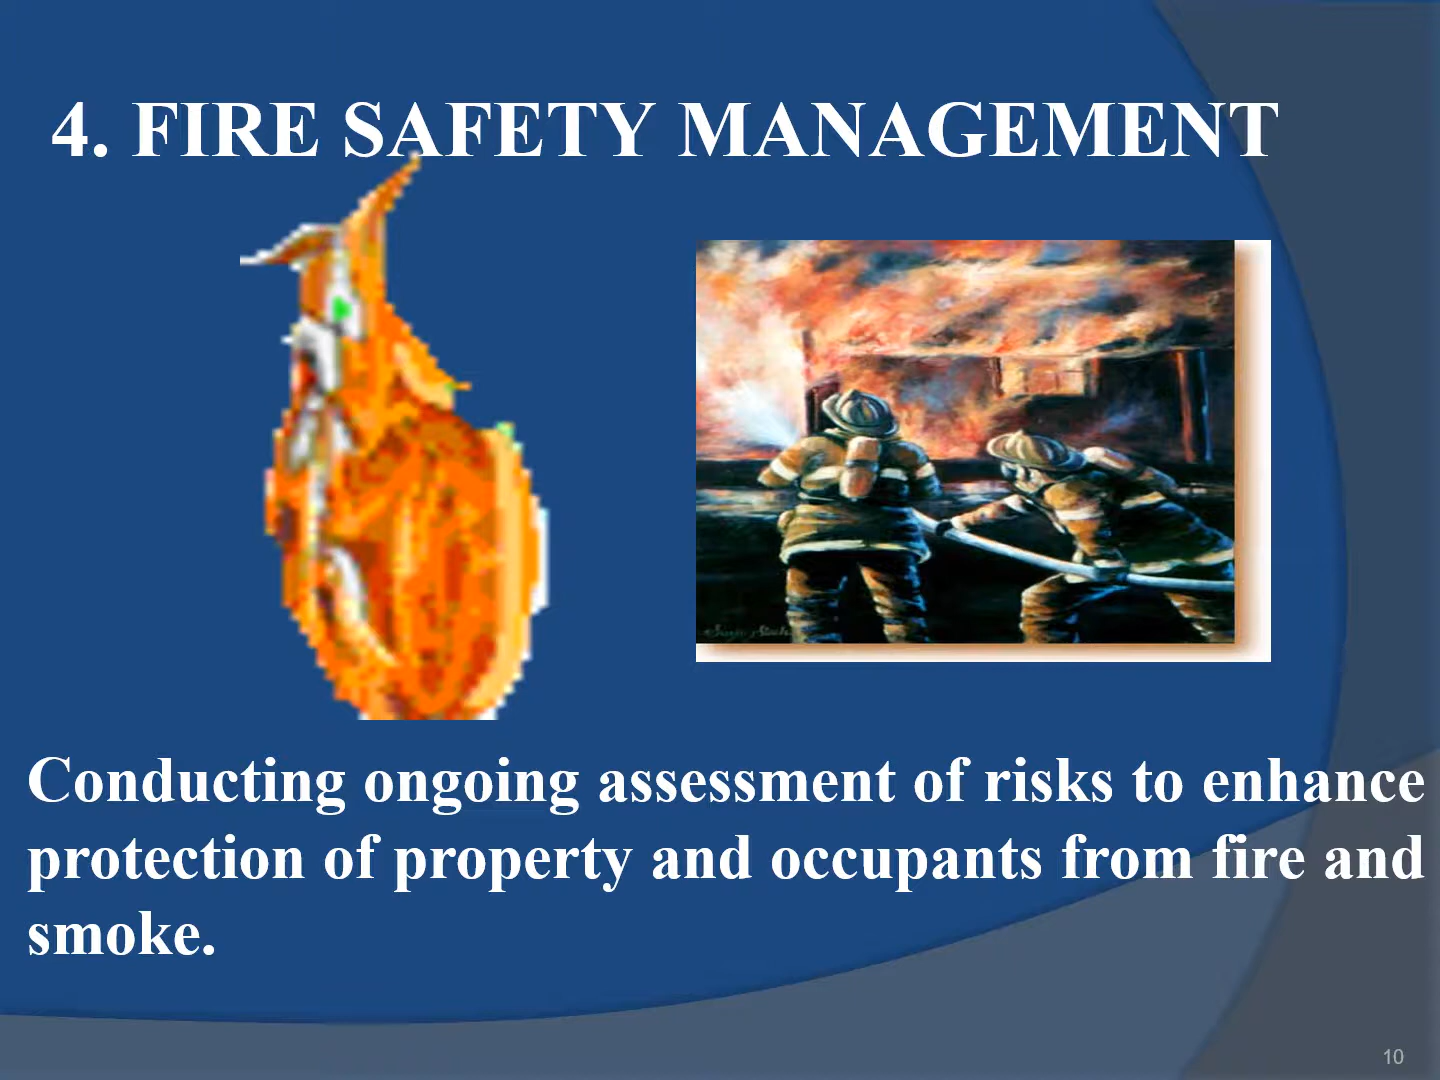 4. FIRE SAFETY MANAGEMENT
Conducting ongoing assessment of risks to enhance
protection of property and occupants from fire and
smoke.
10